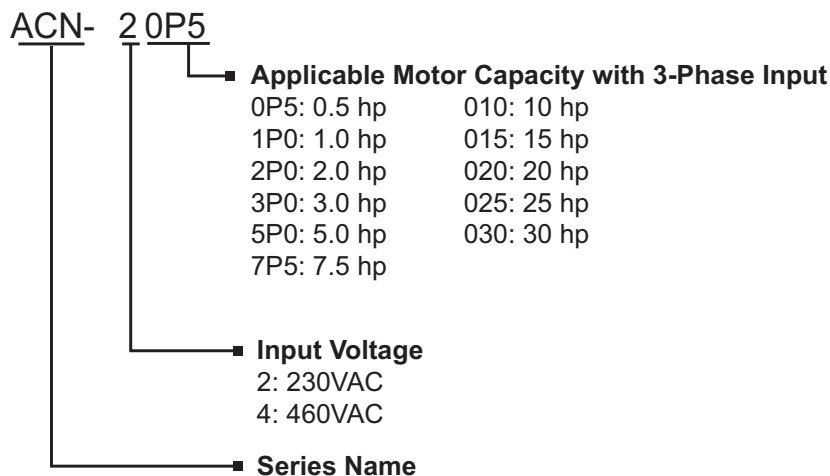 ACN- 2 0P5
Applicable Motor Capacity with 3-Phase Input
0P5: 0.5 hp 010: 10 hp
1P0: 1.0 hp 015: 15 hp
2P0: 2.0 hp 020: 20 hp
3P0: 3.0 hp 025: 25 hp
5P0: 5.0 hp 030: 30 hp
7P5: 7.5 hp
Input Voltage
2: 230VAC
4: 460VAC
Series Name